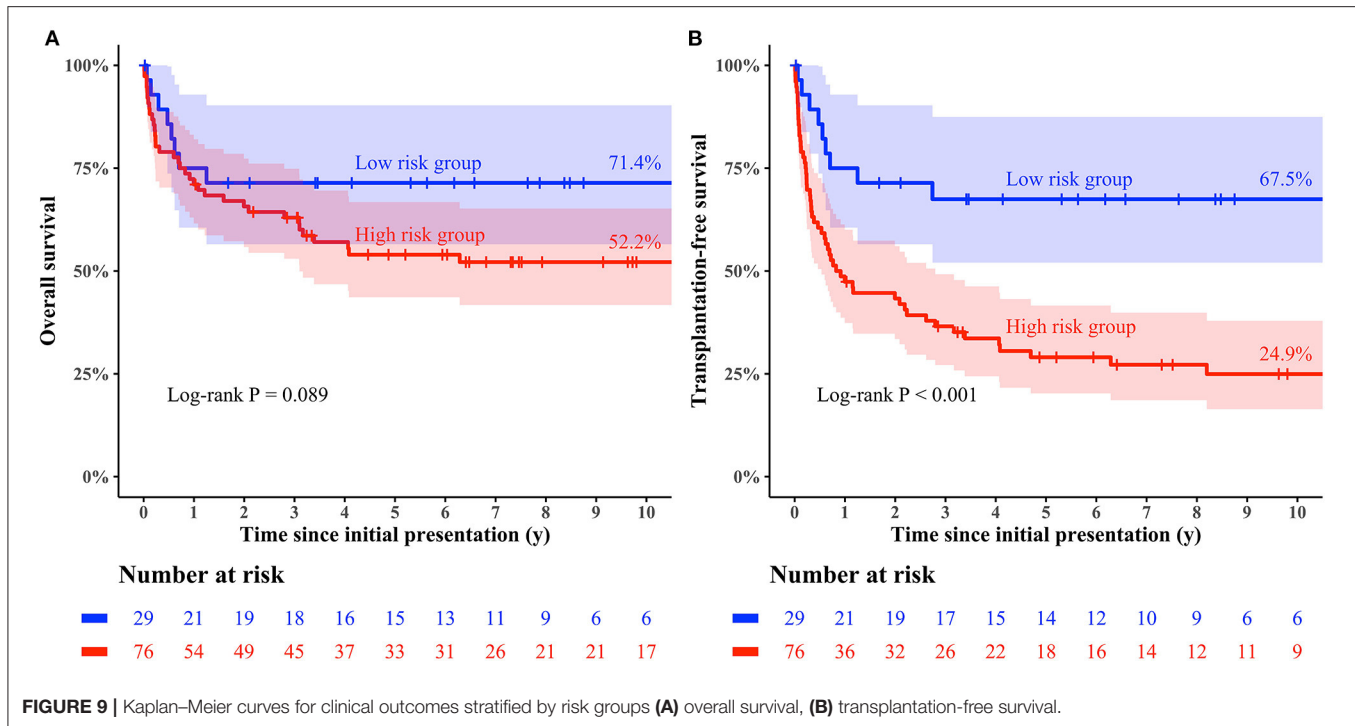 A
Overall survival
100%
75%
50%
25%
0%
Low risk group
71.4%
High risk group
52.2%
Log-rank P = 0.089
0 1 2 3 4 5 6 7 8 9 10
Time since initial presentation (y)
Number at risk
29 21 19 18 16 15 13 11 9 6 6
76 54 49 45 37 33 31 26 21 21 17
B
Transplantation-free survival
100%
75%
50%
25%
0%
Low risk group
67.5%
High risk group
24.9%
Log-rank P < 0.001
0 1 2 3 4 5 6 7 8 9 10
Time since initial presentation (y)
Number at risk
29 21 19 17 15 14 12 10 9 6 6
76 36 32 26 22 18 16 14 12 11 9
FIGURE 9 | Kaplan–Meier curves for clinical outcomes stratified by risk groups (A) overall survival, (B) transplantation-free survival.